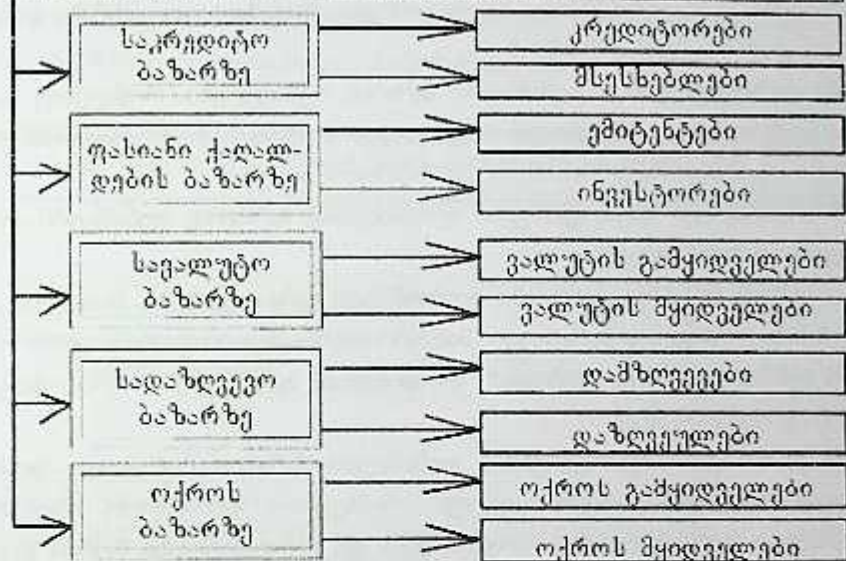 საკრედიტო
ბაზარზე
კრედიტორები
მსესხებლები
ფასიანი ქაღალ-
დების ბაზარზე
ემიტენტები
ინვესტორები
სავალუტო
ბაზარზე
ვალუტის გამყიდველები
ვალუტის მყიდველები
სადაზღვევო
ბაზარზე
დამზღვევები
დაზღვეულები
ოქროს
ბაზარზე
ოქროს გამყიდველები
ოქროს მყიდველები